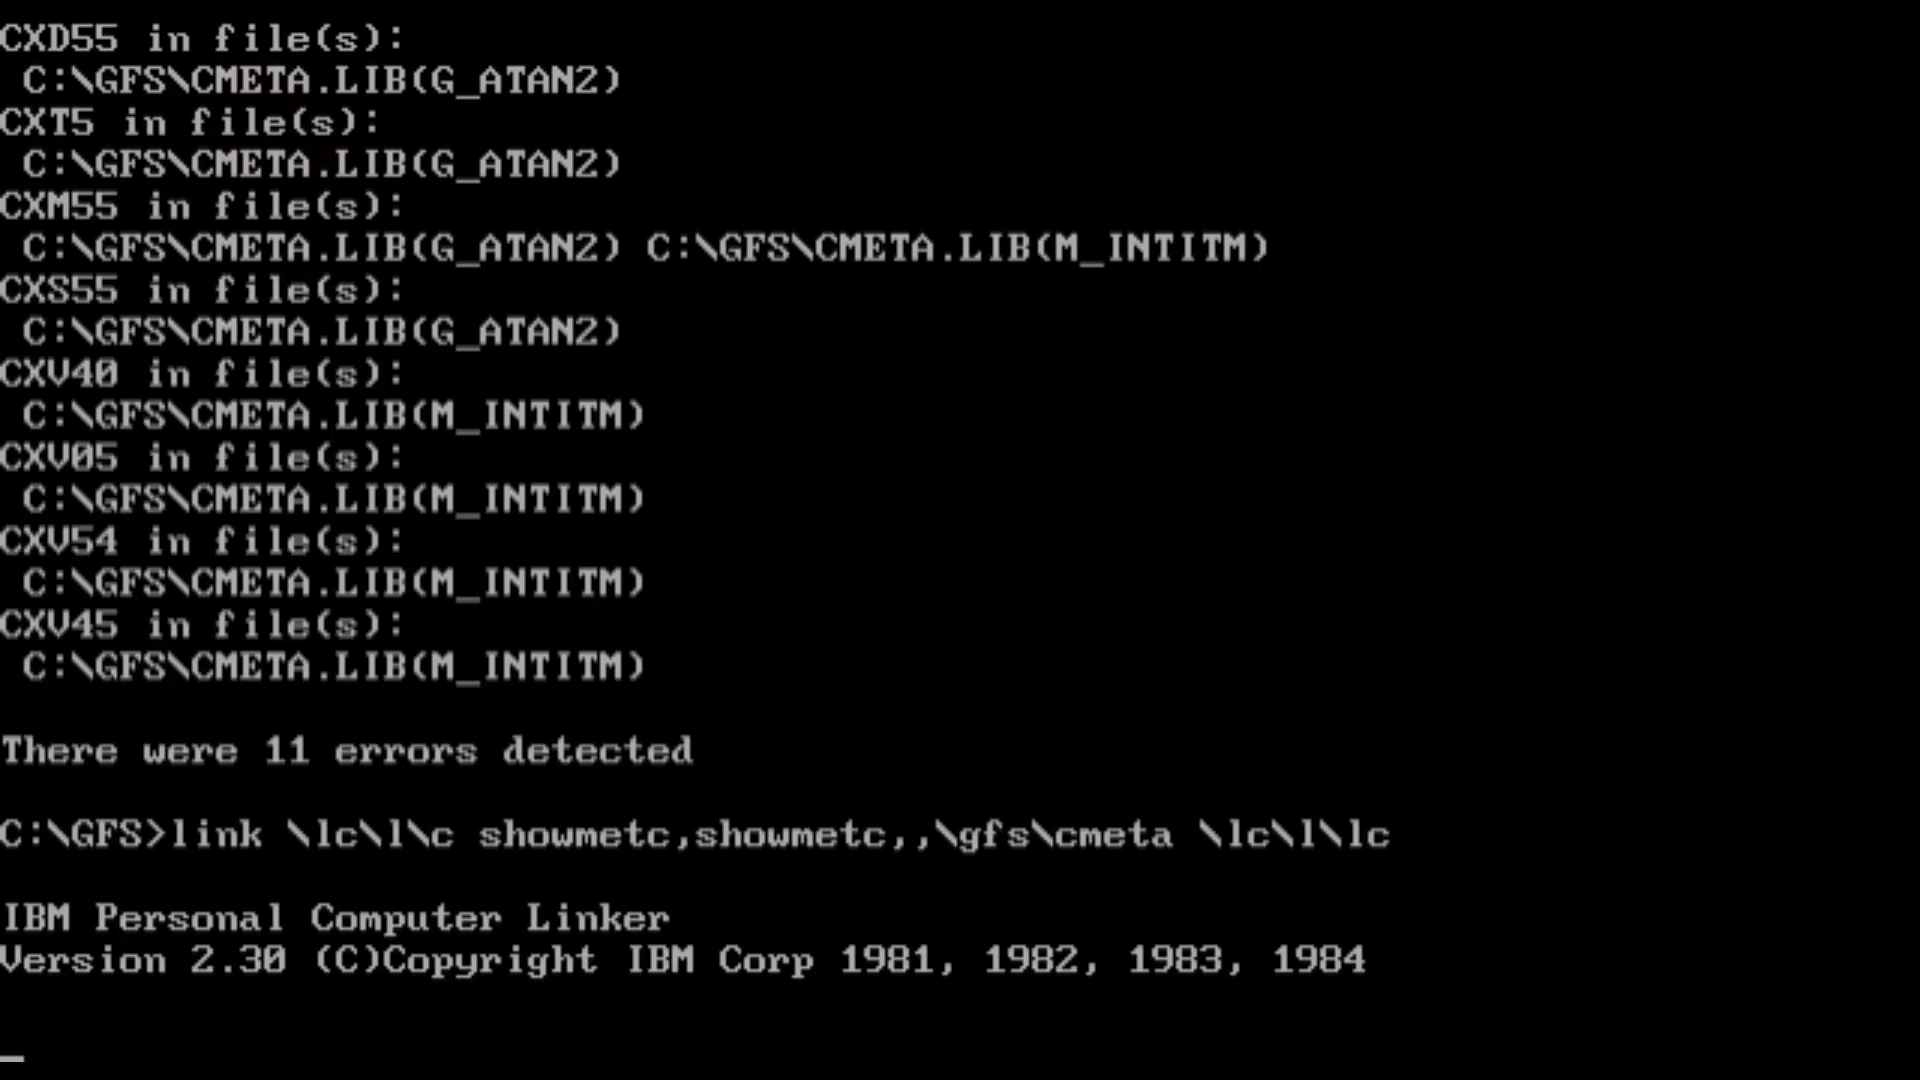 CXD55 in file(s):
 C:\GFS\CMETA.LIB(G_ATAN2)
CXT5 in file(s):
 C:\GFS\CMETA.LIB(G_ATAN2)
CXM55 in file(s):
 C:\GFS\CMETA.LIB(G_ATAN2) C:\GFS\CMETA.LIB(M_INTITM)
CXS55 in file(s):
 C:\GFS\CMETA.LIB(G_ATAN2)
CXV40 in file(s):
 C:\GFS\CMETA.LIB(M_INTITM)
CXV05 in file(s):
 C:\GFS\CMETA.LIB(M_INTITM)
CXV54 in file(s):
 C:\GFS\CMETA.LIB(M_INTITM)
CXV45 in file(s):
 C:\GFS\CMETA.LIB(M_INTITM)
There were 11 errors detected
C:\GFS>link \lc\l\c showmetc,showmetc,,\gfs\cmeta \lc\l\lc
IBM Personal Computer Linker
Version 2.30 (C)Copyright IBM Corp 1981, 1982, 1983, 1984